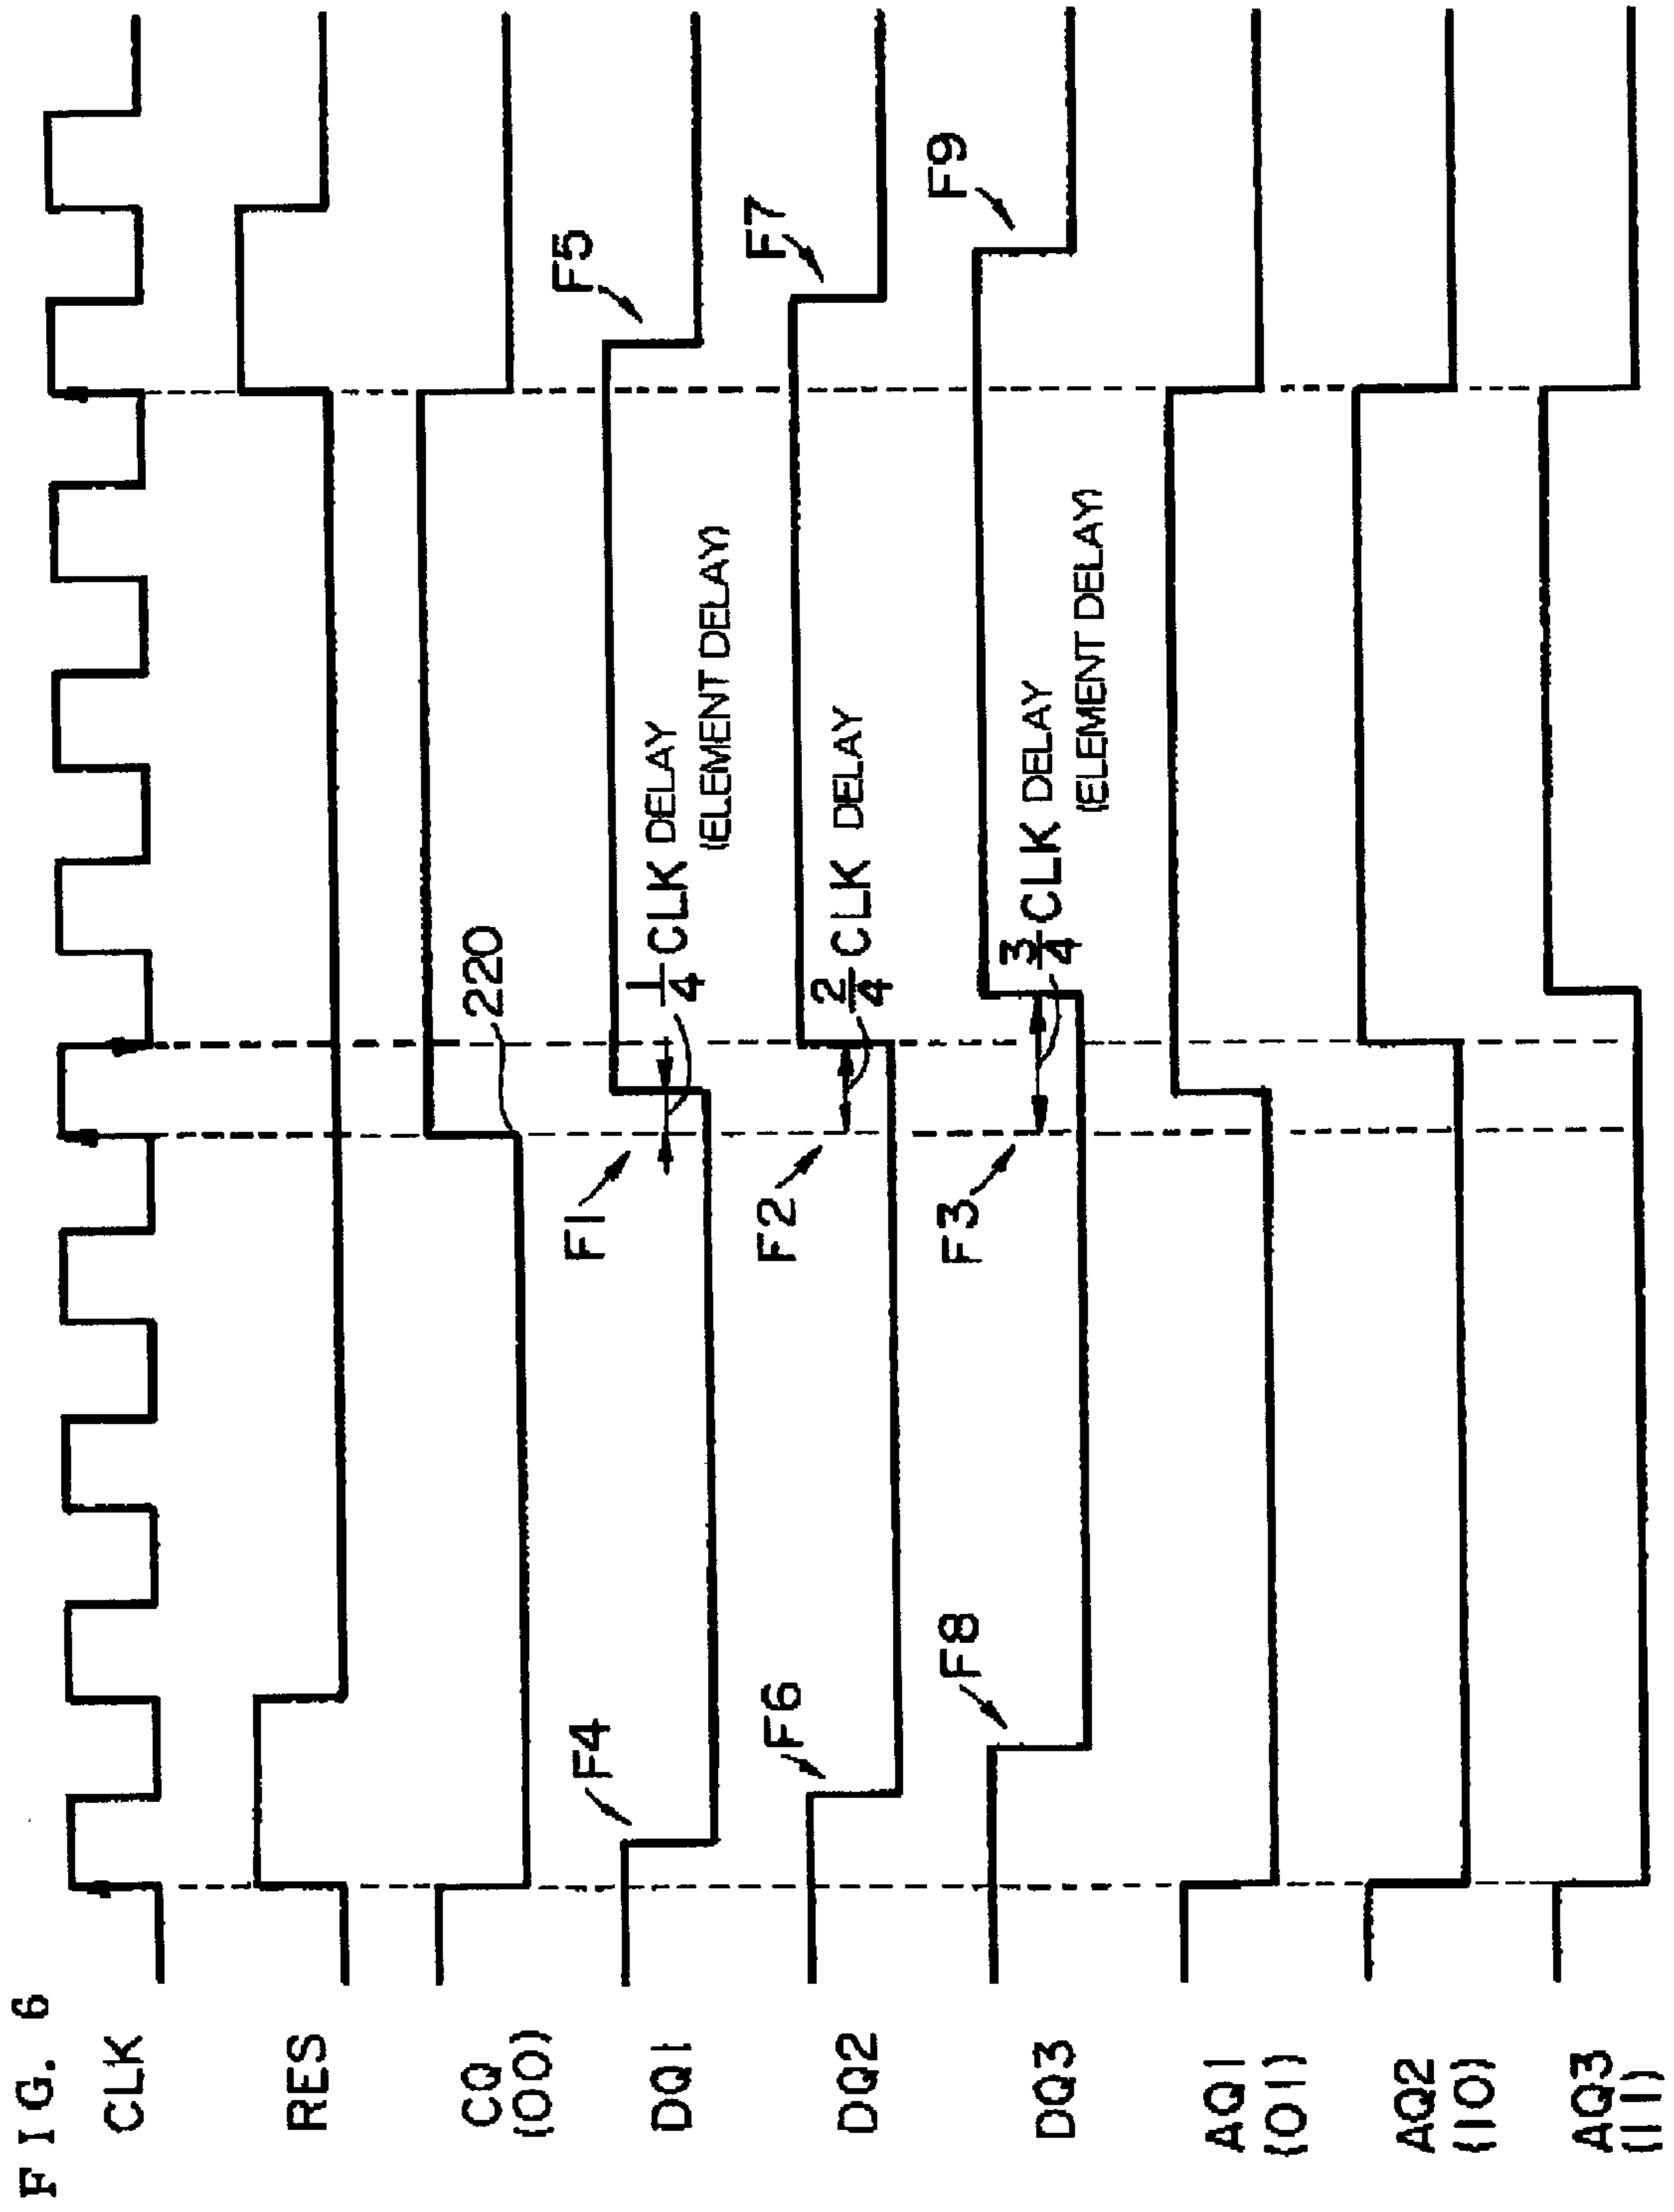 FIG. 6
CLK
RES
CQ
(00)
220
DQ1
F4
F1
1/4 CLK DELAY
(ELEMENT DELAY)
F5
DQ2
F6
F2
2/4 CLK DELAY
F7
DQ3
F8
F3
3/4 CLK DELAY
(ELEMENT DELAY)
F9
AQ1
(01)
AQ2
(10)
AQ3
(11)